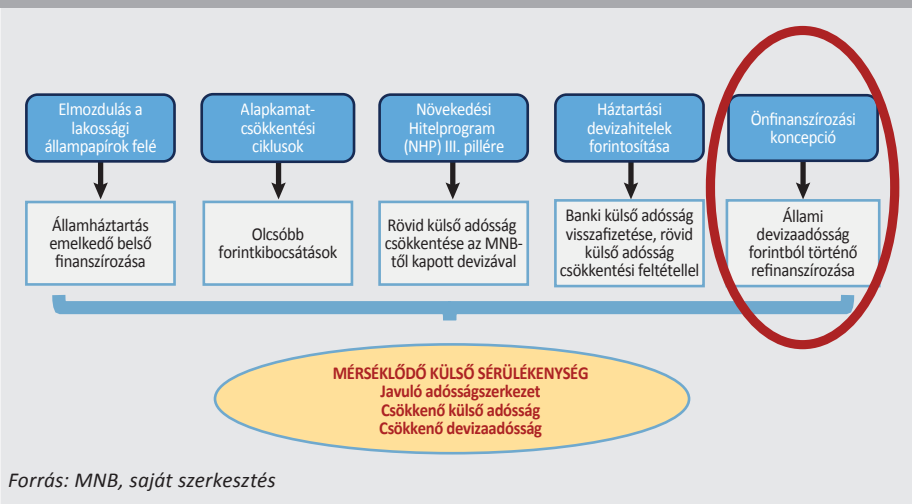 Elmozdulás a
lakossági
állampapírok felé
Alapkamat-
csökkentési
ciklusok
Növekedési
Hitelprogram
(NHP) III. pillére
Háztartási
devizahitelek
forintosítása
Önfinanszírozási
koncepció
Államháztartás
emelkedő belső
finanszírozása
Olcsóbb
forintkibocsátások
Rövid külső adósság
csökkentése az MNB-
től kapott devizával
Banki külső adósság
visszafizetése, rövid
külső adósság
csökkentési feltétellel
Állami
devizaadósság
forintból történő
refinanszírozása
MÉRSÉKLŐDŐ KÜLSŐ SÉRÜLÉKENYSÉG
Javuló adósságszerkezet
Csökkenő külső adósság
Csökkenő devizaadósság
Forrás: MNB, saját szerkesztés